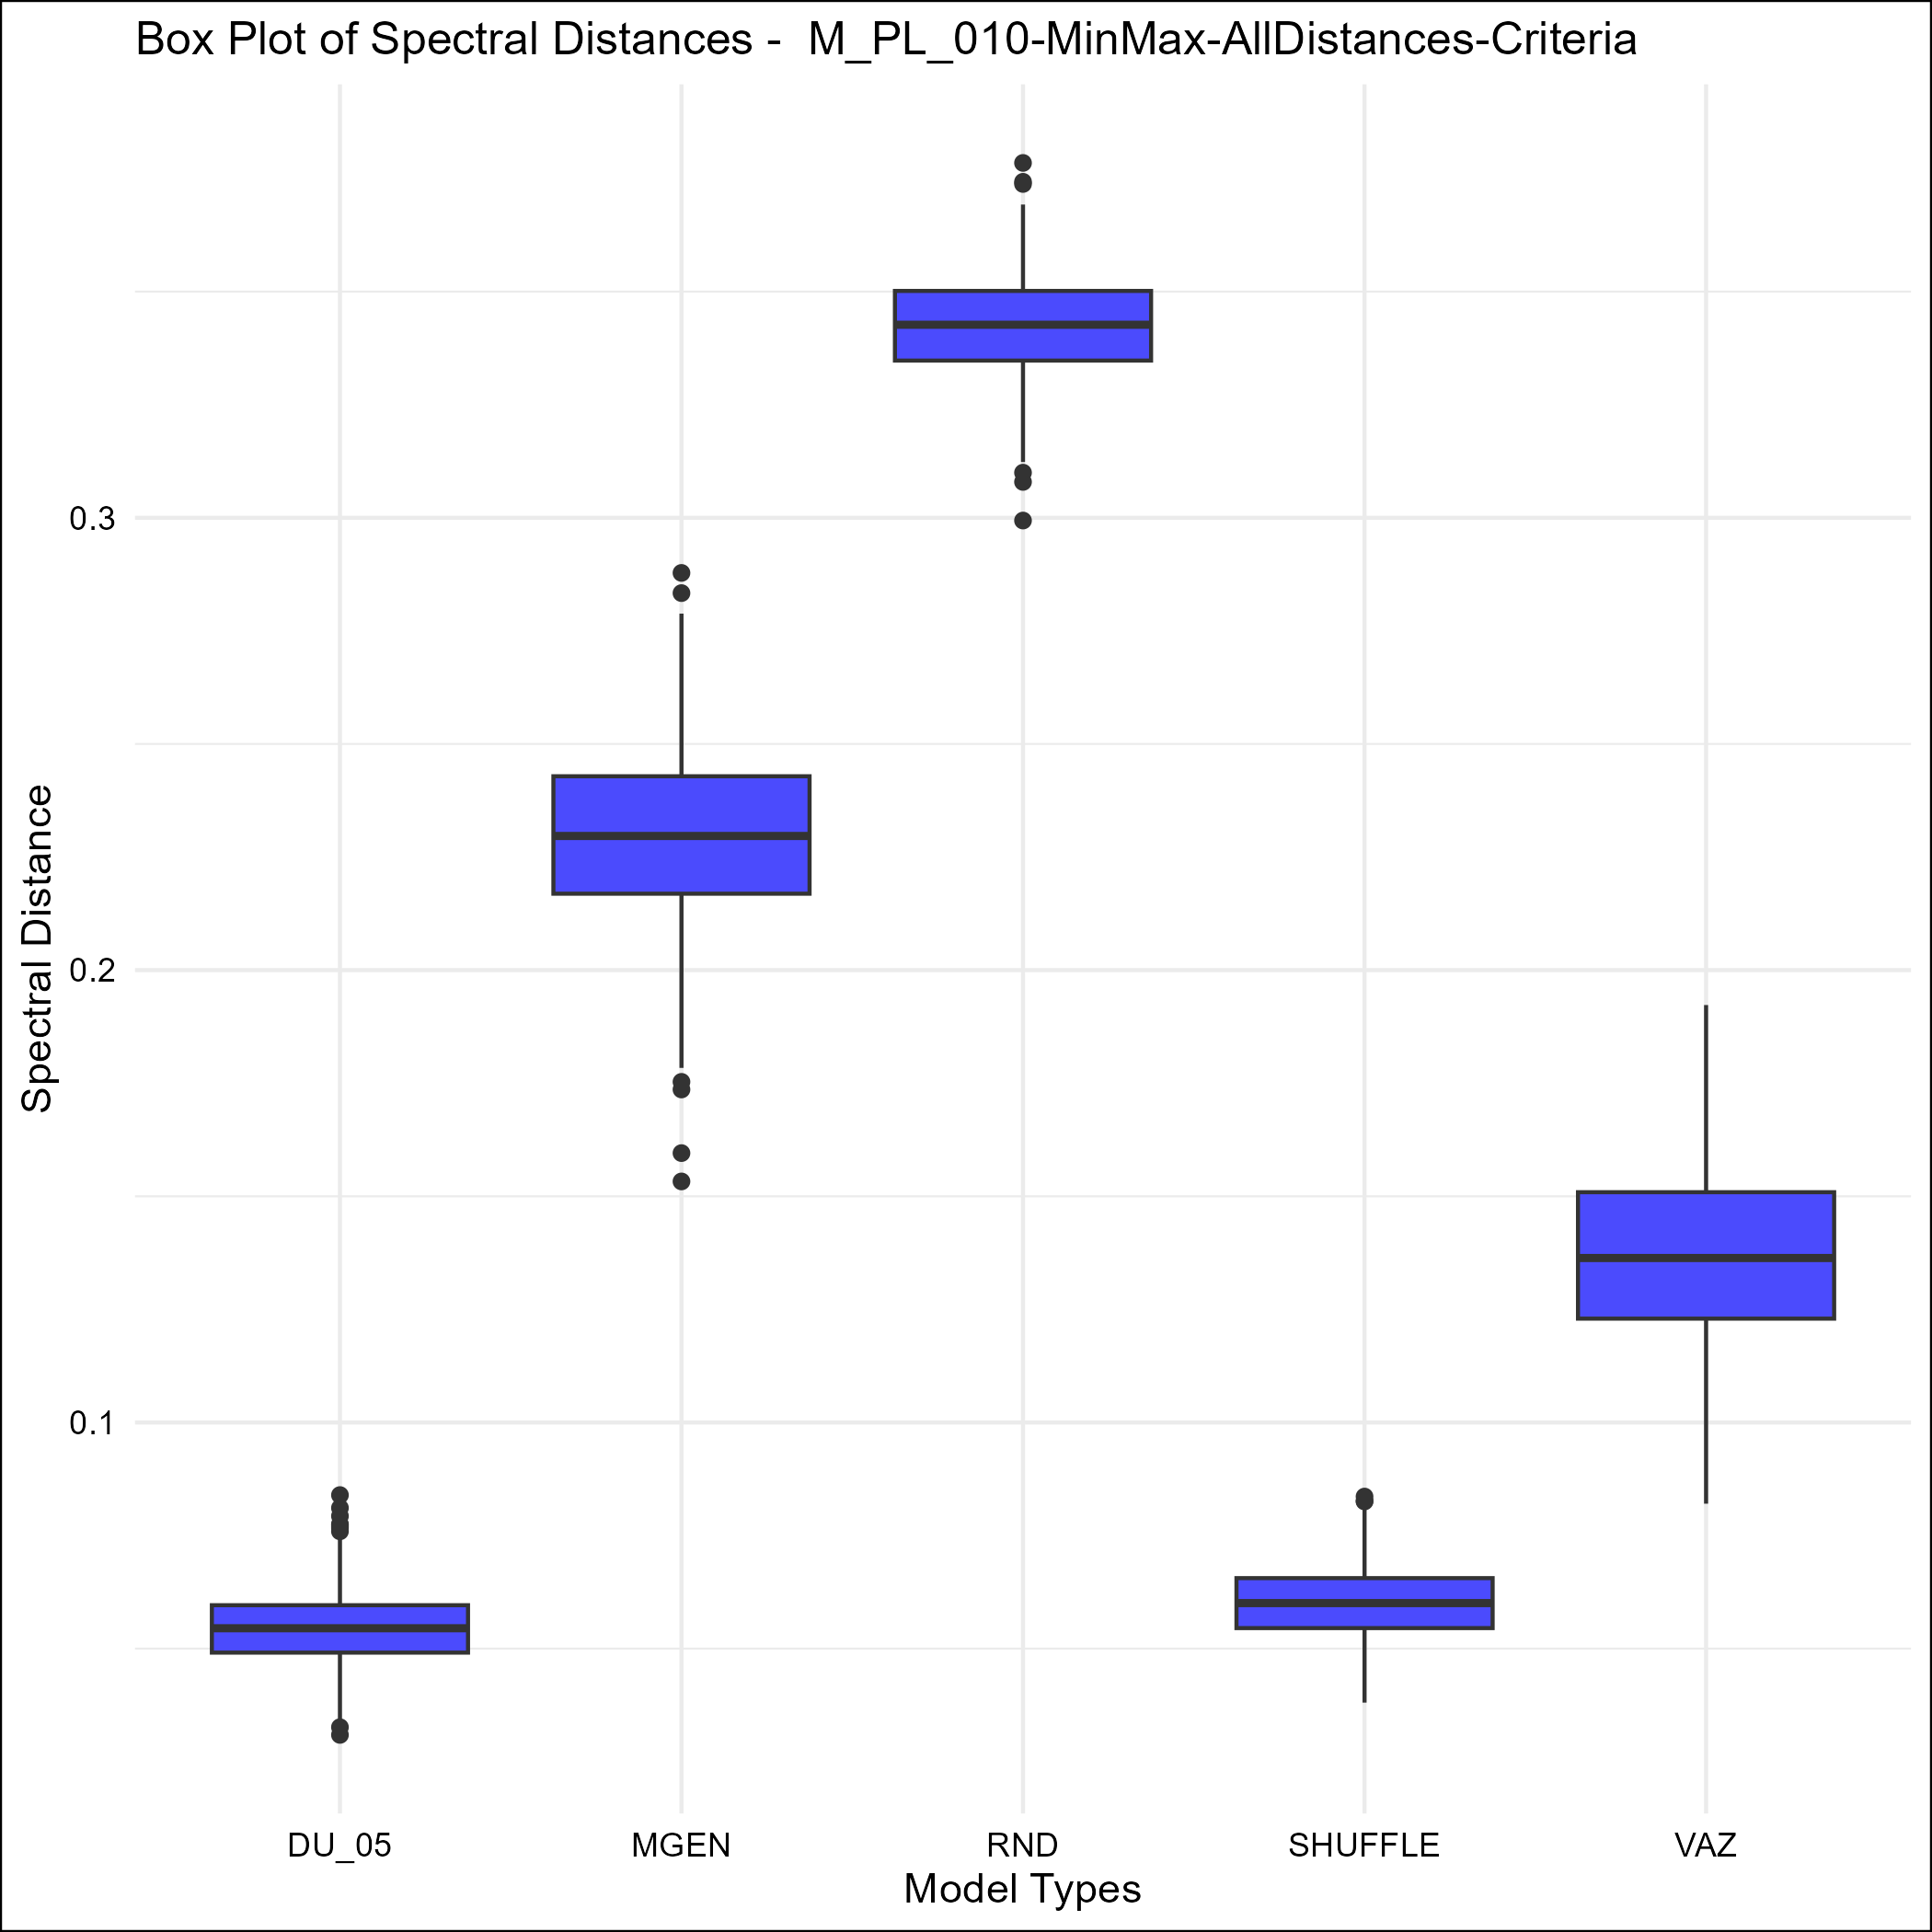 Box Plot of Spectral Distances -  M_PL_010-MinMax-AllDistances-Criteria
Spectral Distance
0.3
0.2
0.1
DU_05 MGEN RND SHUFFLE VAZ
Model Types